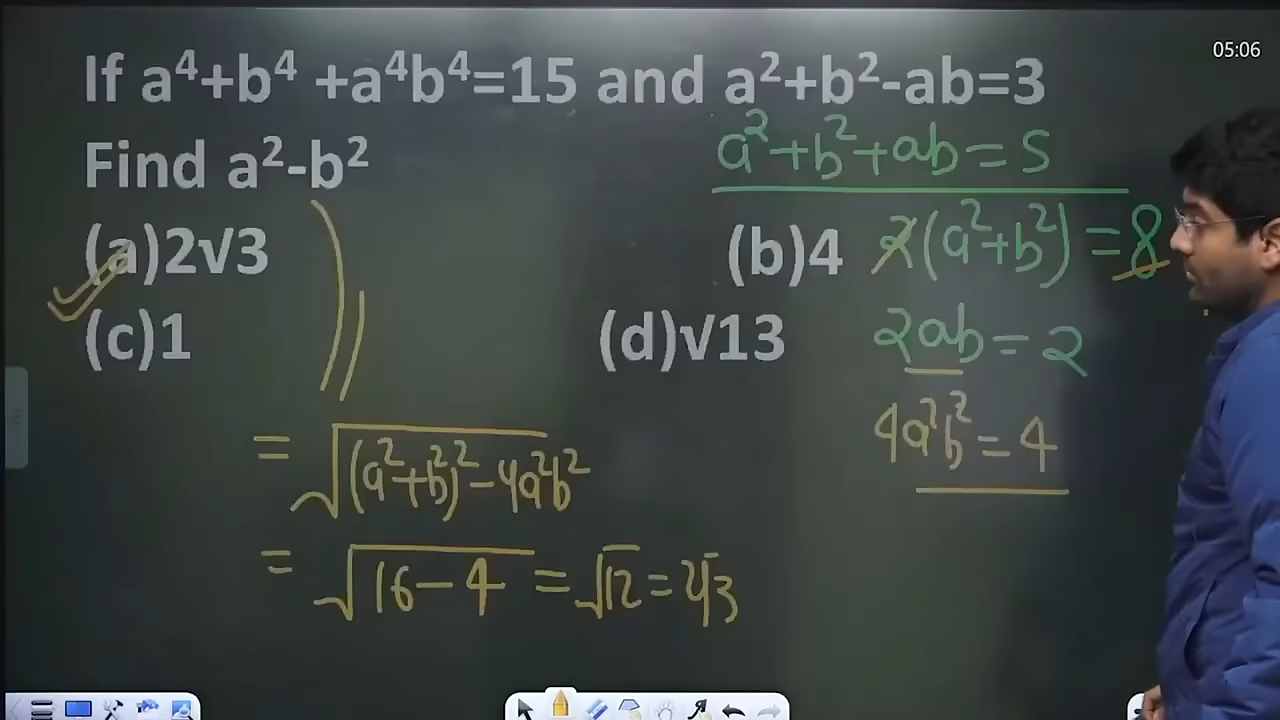 05:06
If a⁴+b⁴ +a⁴b⁴=15 and a²+b²-ab=3
a²+b²+ab=5
Find a²-b²
2(a²+b²)=8
(a)2√3 (b)4
2ab=2
(c)1 (d)√13
4a²b²=4
=√(a²+b²)²-4a²b²
=√16-4=√12=2√3